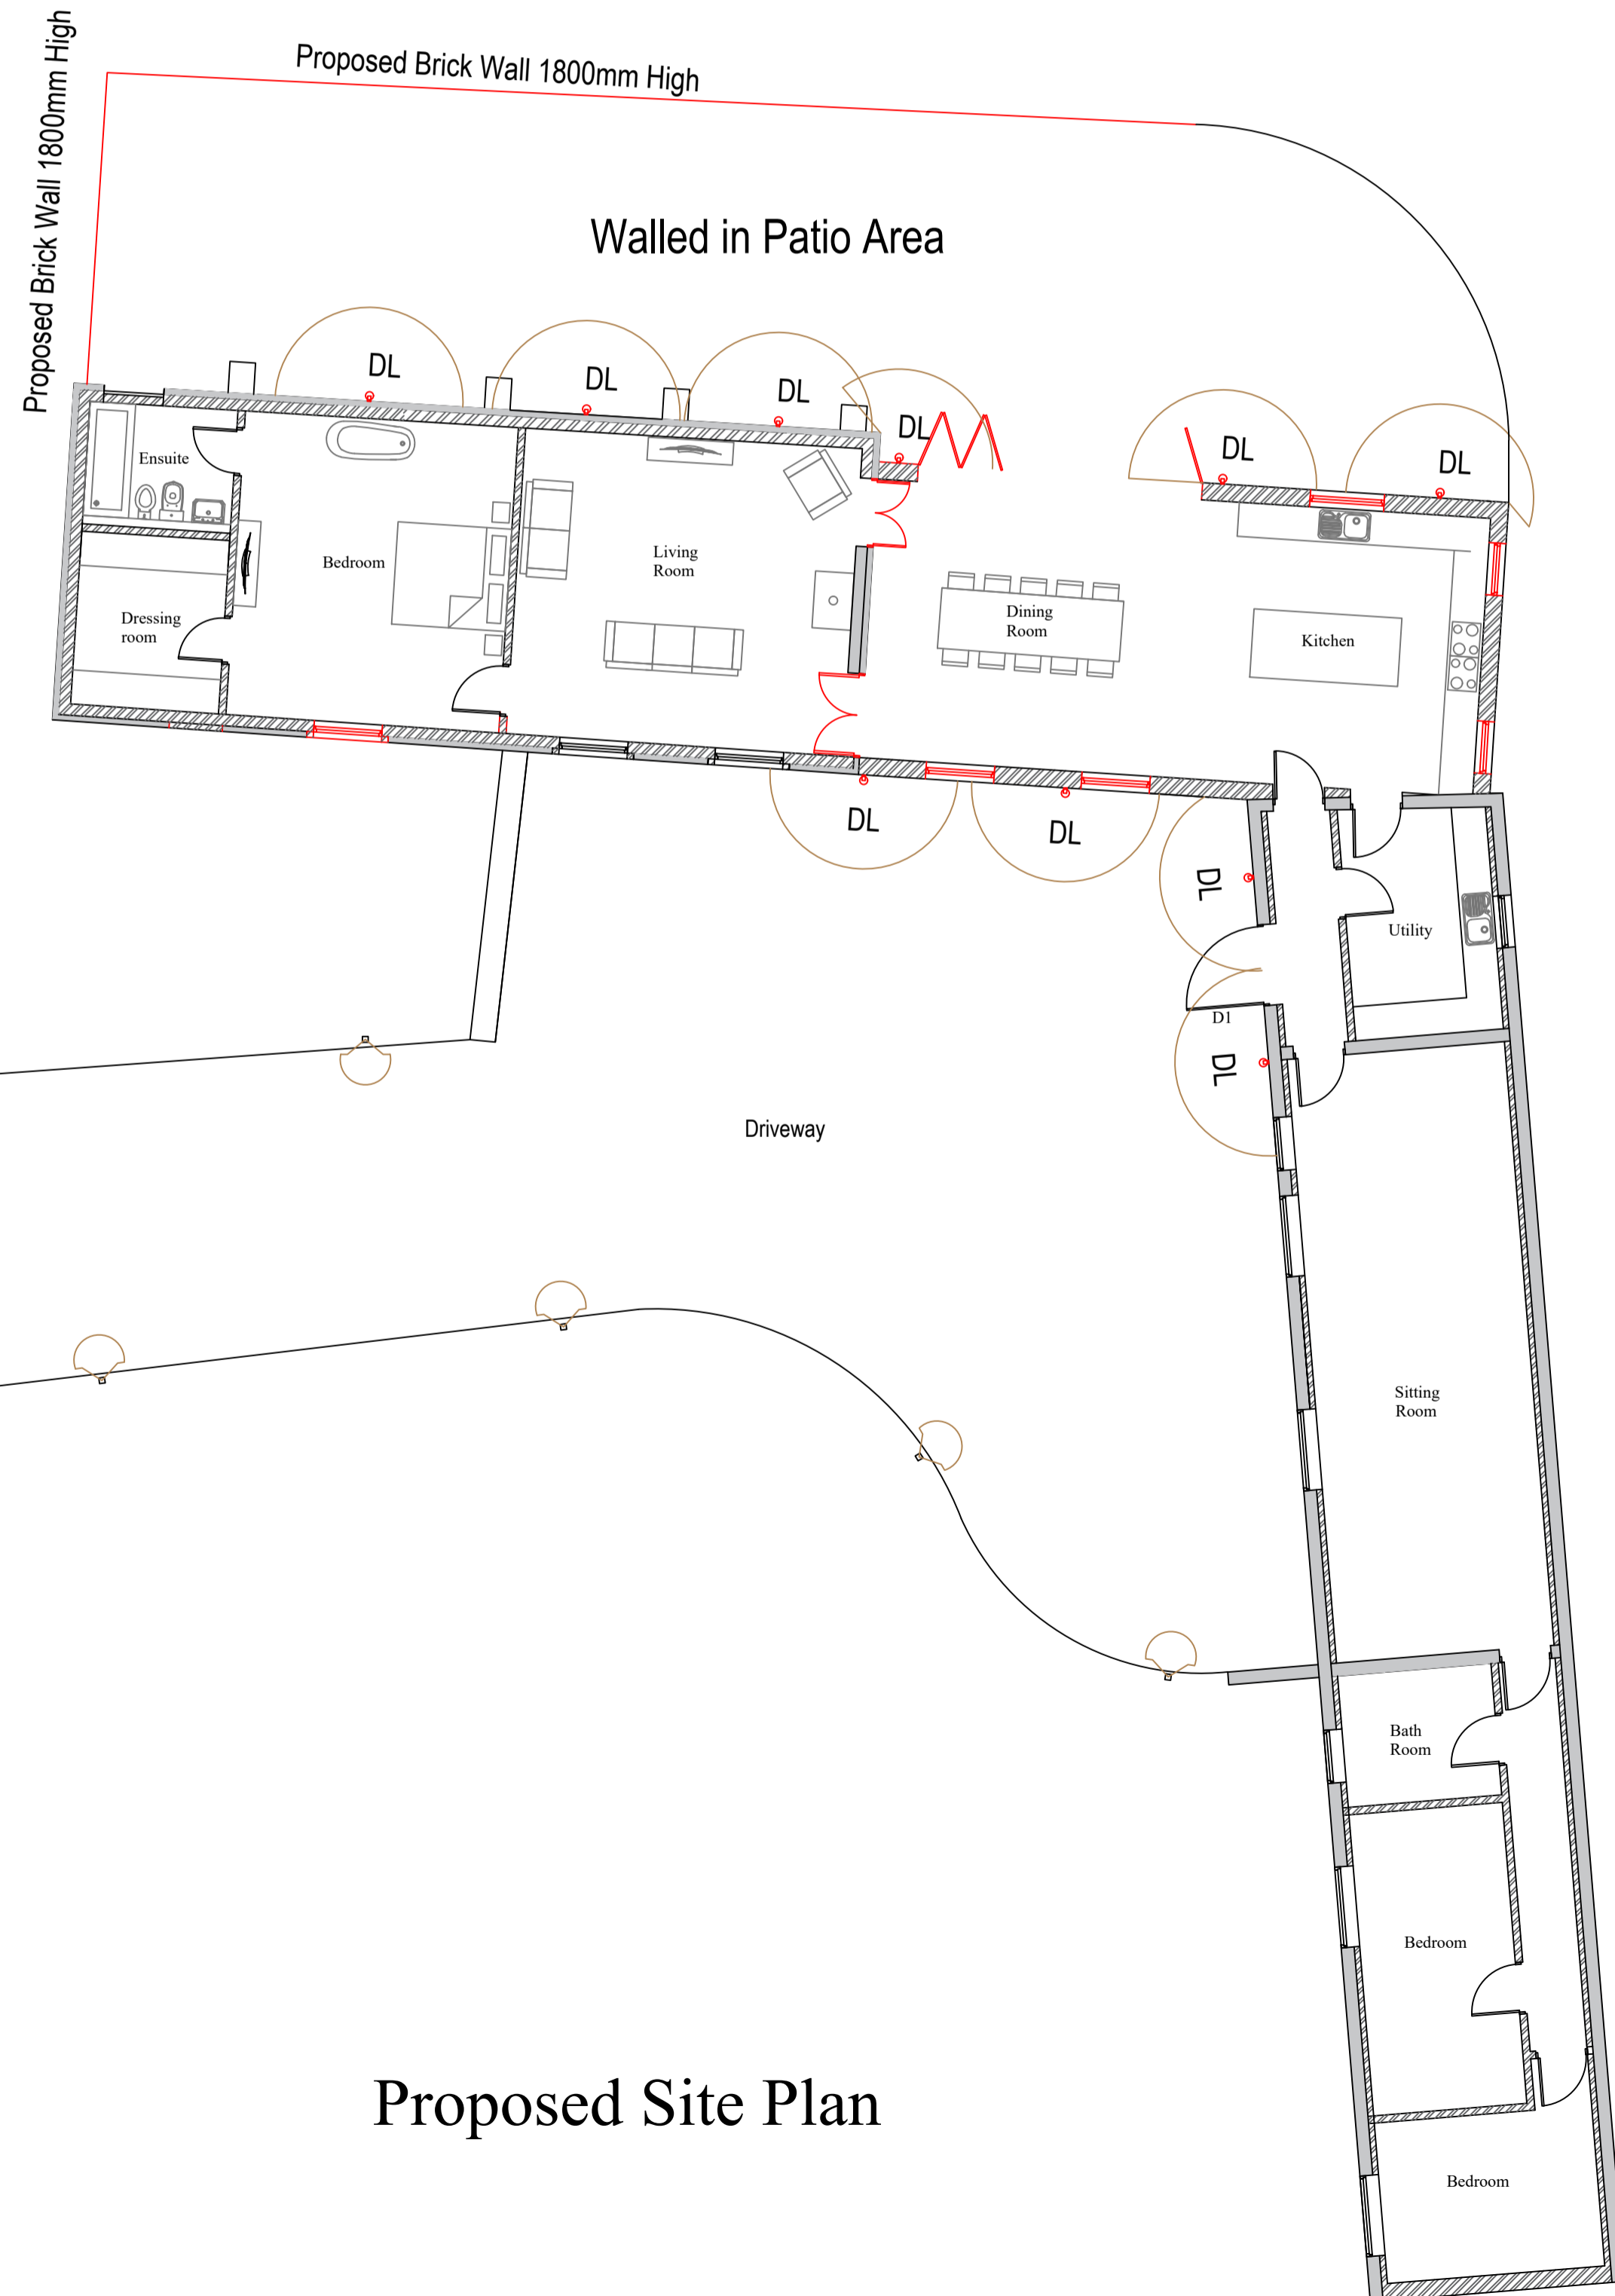 Proposed Brick Wall 1800mm High
Proposed Brick Wall 1800mm High
Walled in Patio Area
DL
DL
DL
DL
DL
DL
Ensuite
Bedroom
Living
Room
Dressing
room
Dining
Room
Kitchen
DL
DL
DL
Utility
D1
DL
Driveway
Sitting
Room
Bath
Room
Bedroom
Proposed Site Plan
Bedroom